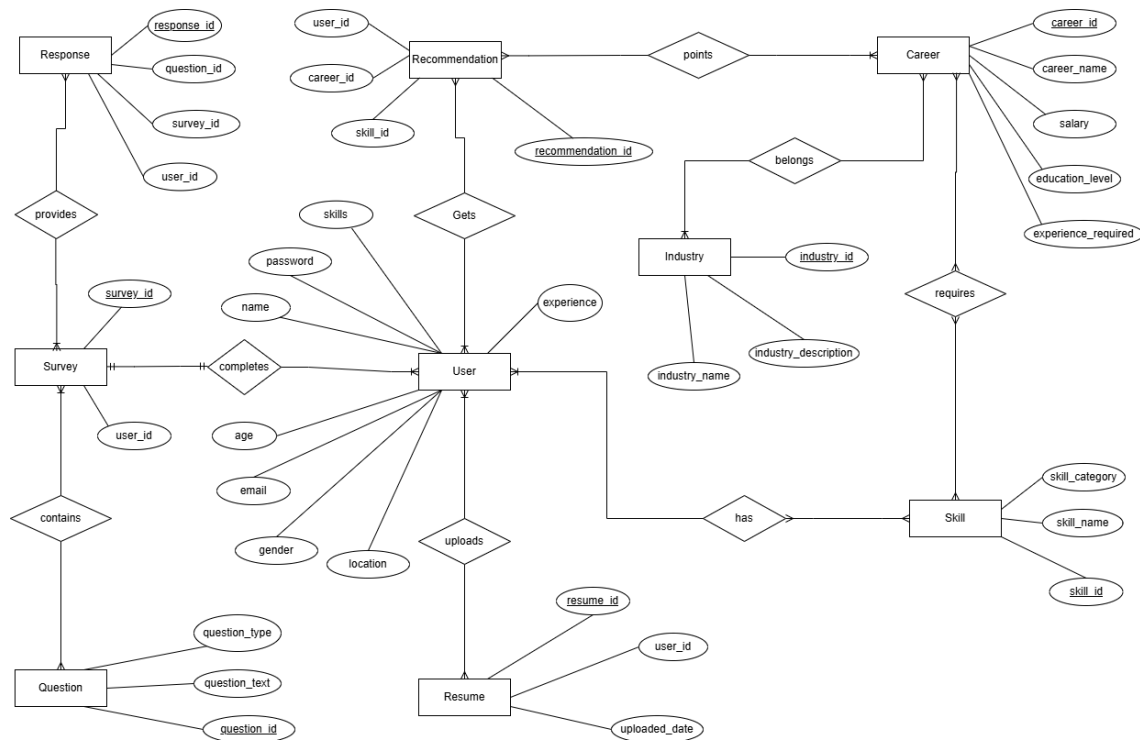 response_id
Response
question_id
survey_id
user_id
provides
user_id
Recommendation
career_id
skill_id
recommendation_id
points
career_id
Career
career_name
salary
education_level
experience_required
belongs
Gets
skills
password
name
experience
Industry
industry_id
industry_description
industry_name
requires
survey_id
Survey
completes
User
user_id
age
email
gender
location
contains
uploads
has
skill_category
Skill
skill_name
skill_id
question_type
Question
question_text
question_id
resume_id
user_id
Resume
uploaded_date